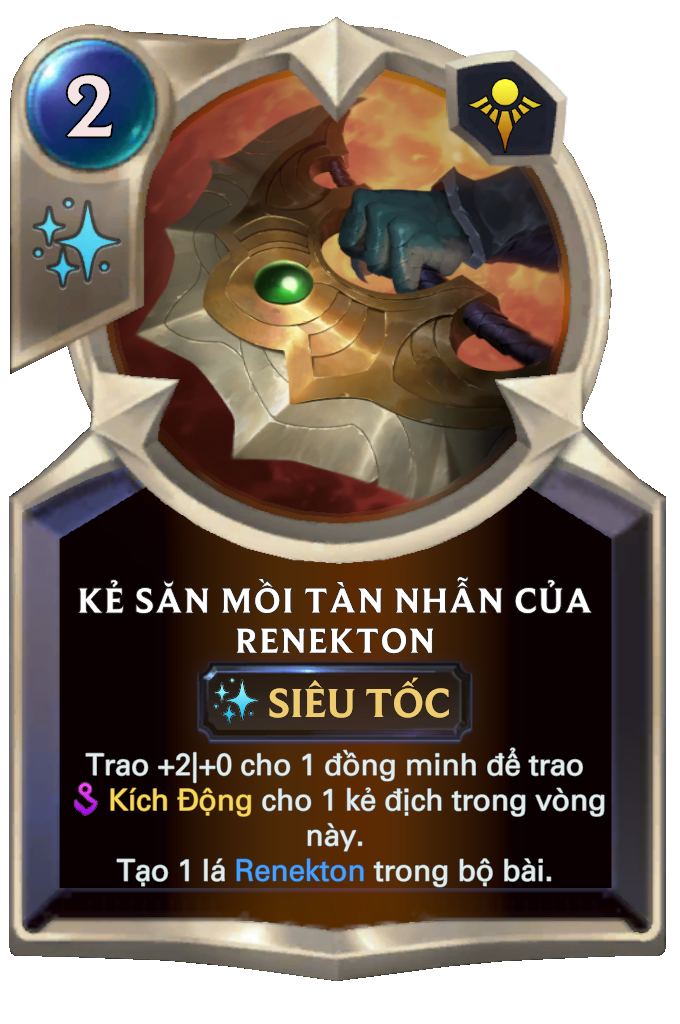 2
KẺ SĂN MỒI TÀN NHẪN CỦA
RENEKTON
SIÊU TỐC
Trao +2|+0 cho 1 đồng minh để trao
Kích Động cho 1 kẻ địch trong vòng
này.
Tạo 1 lá Renekton trong bộ bài.